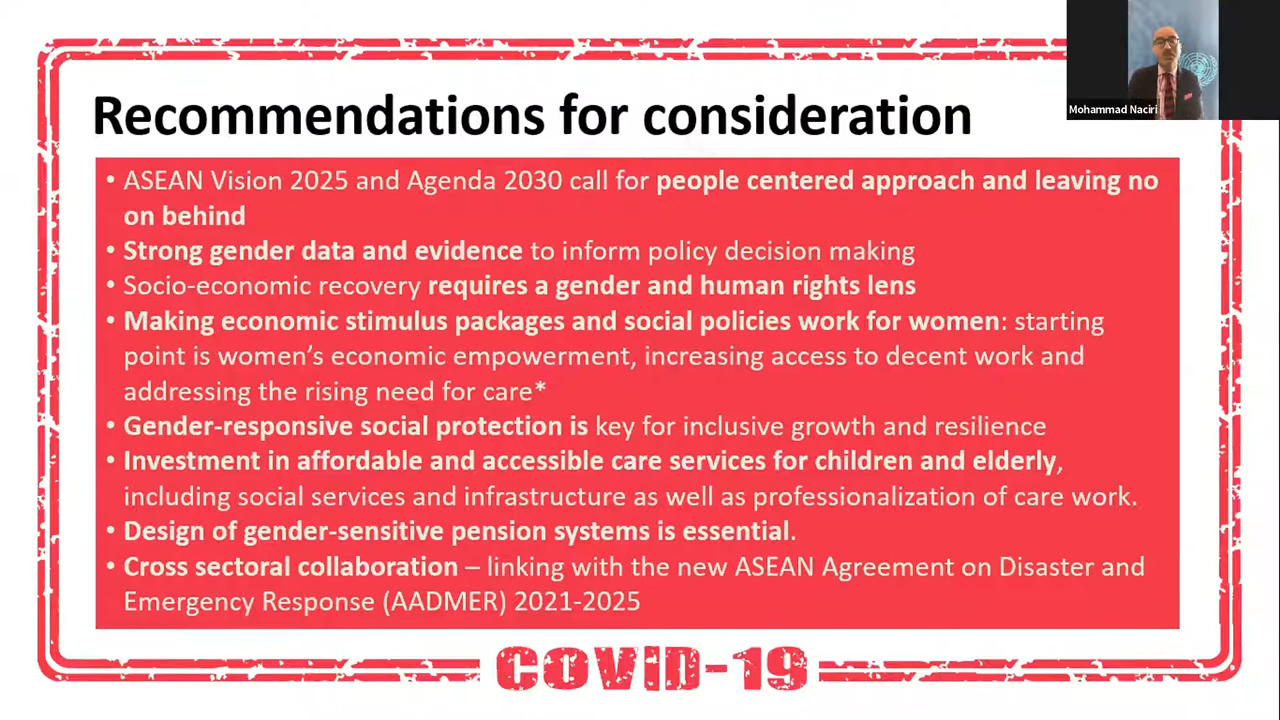 Recommendations for consideration
Mohammad Naciri
• ASEAN Vision 2025 and Agenda 2030 call for people centered approach and leaving no
on behind
• Strong gender data and evidence to inform policy decision making
• Socio-economic recovery requires a gender and human rights lens
• Making economic stimulus packages and social policies work for women: starting
point is women’s economic empowerment, increasing access to decent work and
addressing the rising need for care*
• Gender-responsive social protection is key for inclusive growth and resilience
• Investment in affordable and accessible care services for children and elderly,
including social services and infrastructure as well as professionalization of care work.
• Design of gender-sensitive pension systems is essential.
• Cross sectoral collaboration – linking with the new ASEAN Agreement on Disaster and
Emergency Response (AADMER) 2021-2025
COVID-19